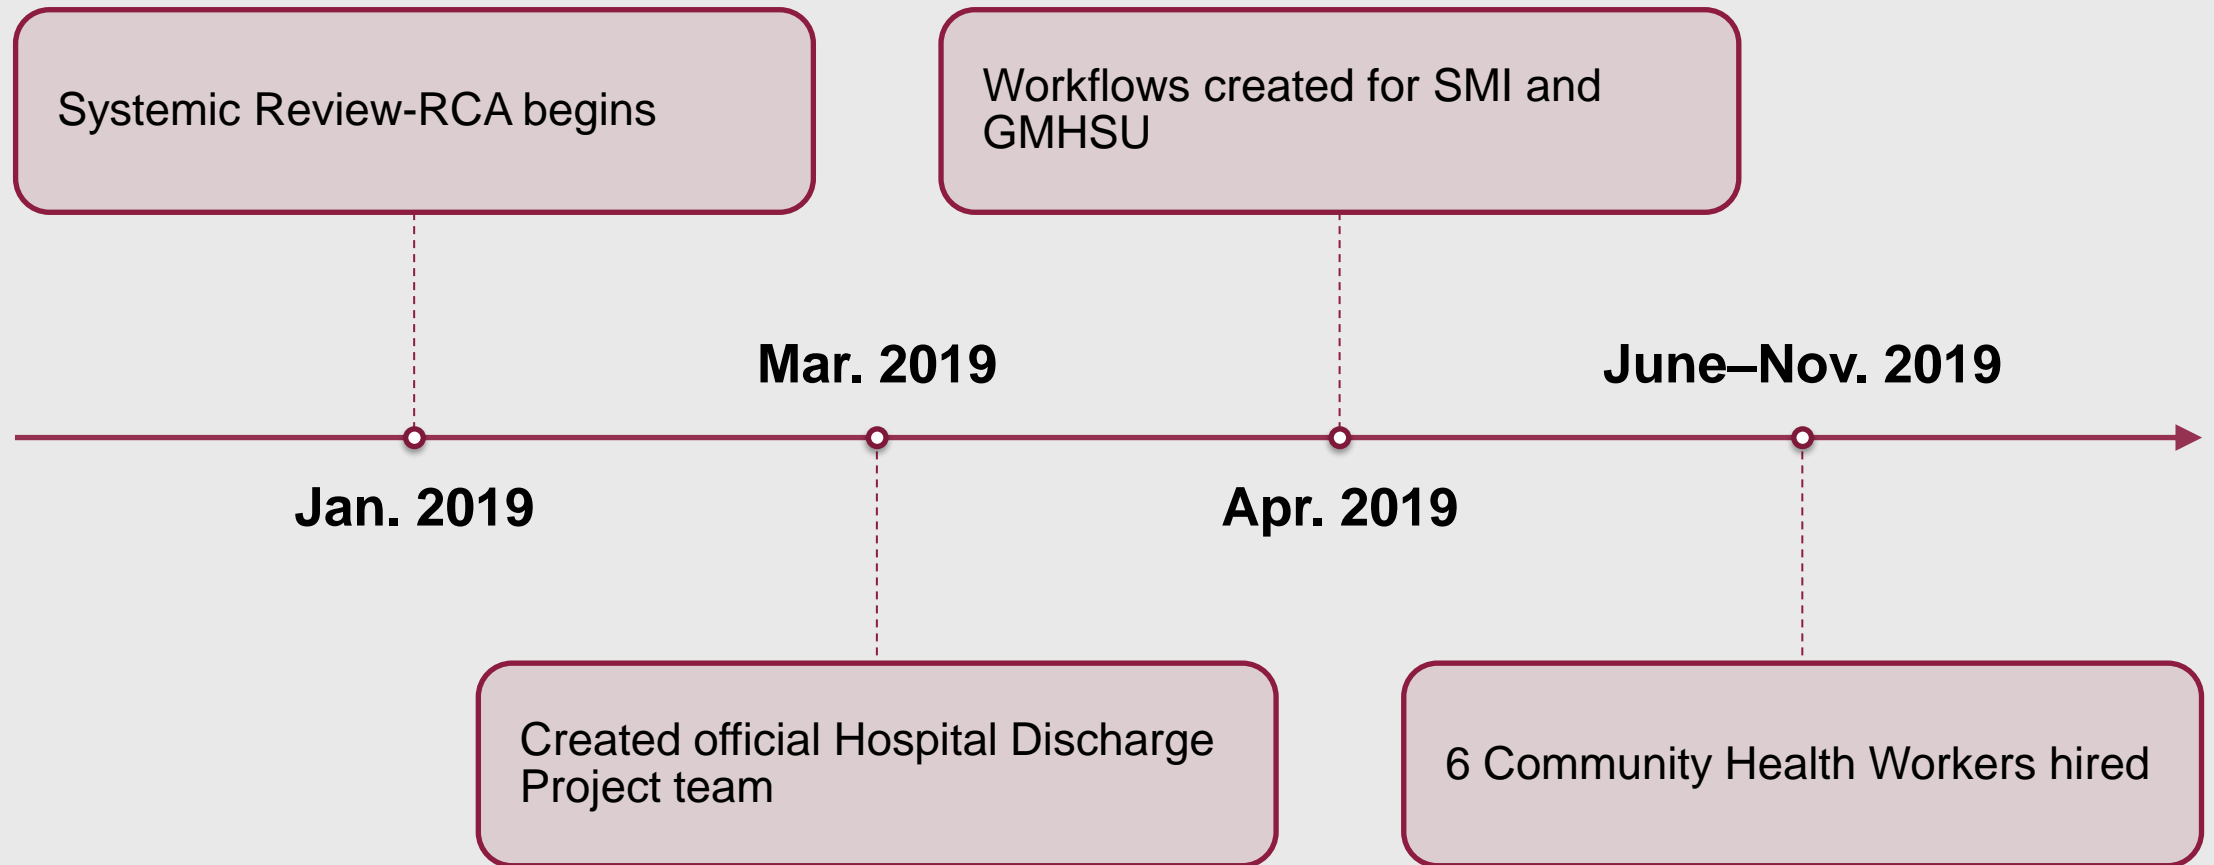 Systemic Review-RCA begins
Workflows created for SMI and
GMHSU
Mar. 2019
June–Nov. 2019
Jan. 2019
Apr. 2019
Created official Hospital Discharge
Project team
6 Community Health Workers hired